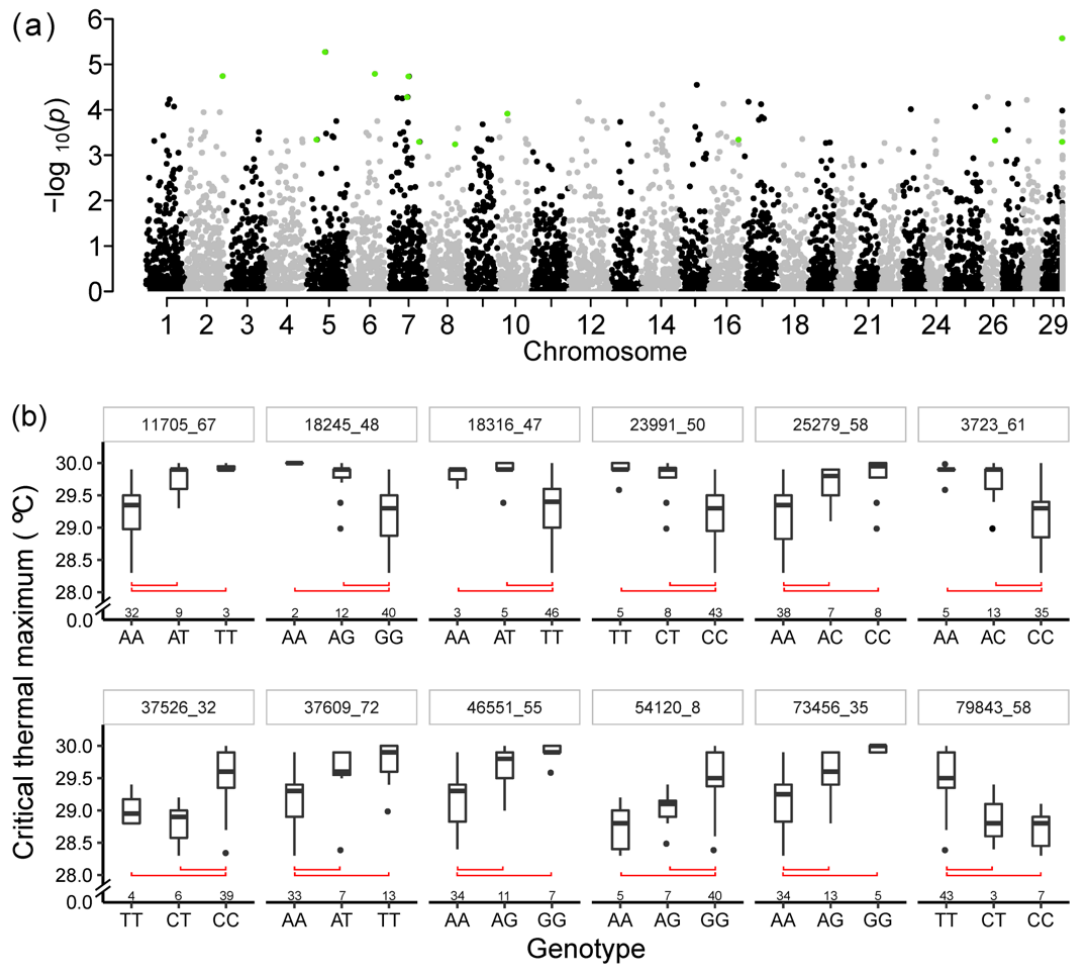 (a)
6
5
4
3
2
1
0
−log 10(p)
1 2 3 4 5 6 7 8 10 12 14 16 18 21 24 26 29
Chromosome
(b)
11705_67 18245_48 18316_47 23991_50 25279_58 3723_61
30.0
29.5
29.0
28.5
28.0
0.0
32 9 3 2 12 40 3 5 46 5 8 43 38 7 8 5 13 35
AA AT TT AA AG GG AA AT TT TT CT CC AA AC CC AA AC CC
37526_32 37609_72 46551_55 54120_8 73456_35 79843_58
30.0
29.5
29.0
28.5
28.0
0.0
4 6 39 33 7 13 34 11 7 5 7 40 34 13 5 43 3 7
TT CT CC AA AT TT AA AG GG AA AG GG AA AG GG TT CT CC
Critical thermal maximum ( ºC)
Genotype